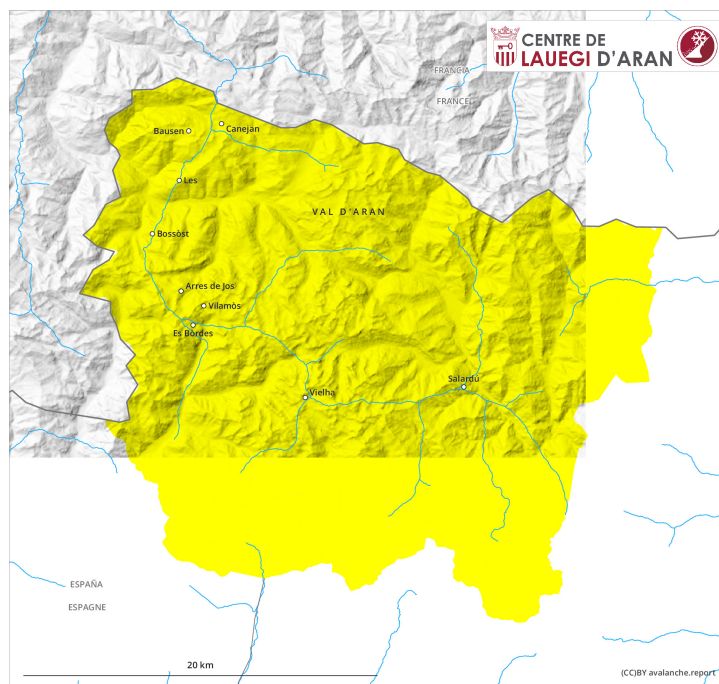 CENTRE DE
LAUEGI D'ARAN
FRANCIA
FRANCE
Bausen
Canejan
Les
VAL D'ARAN
Bossòst
Arres de Jos
Vilamòs
Es Bòrdes
Salardú
Vielha
ESPAÑA
ESPAGNE
20 km
(CC)BY avalanche.report